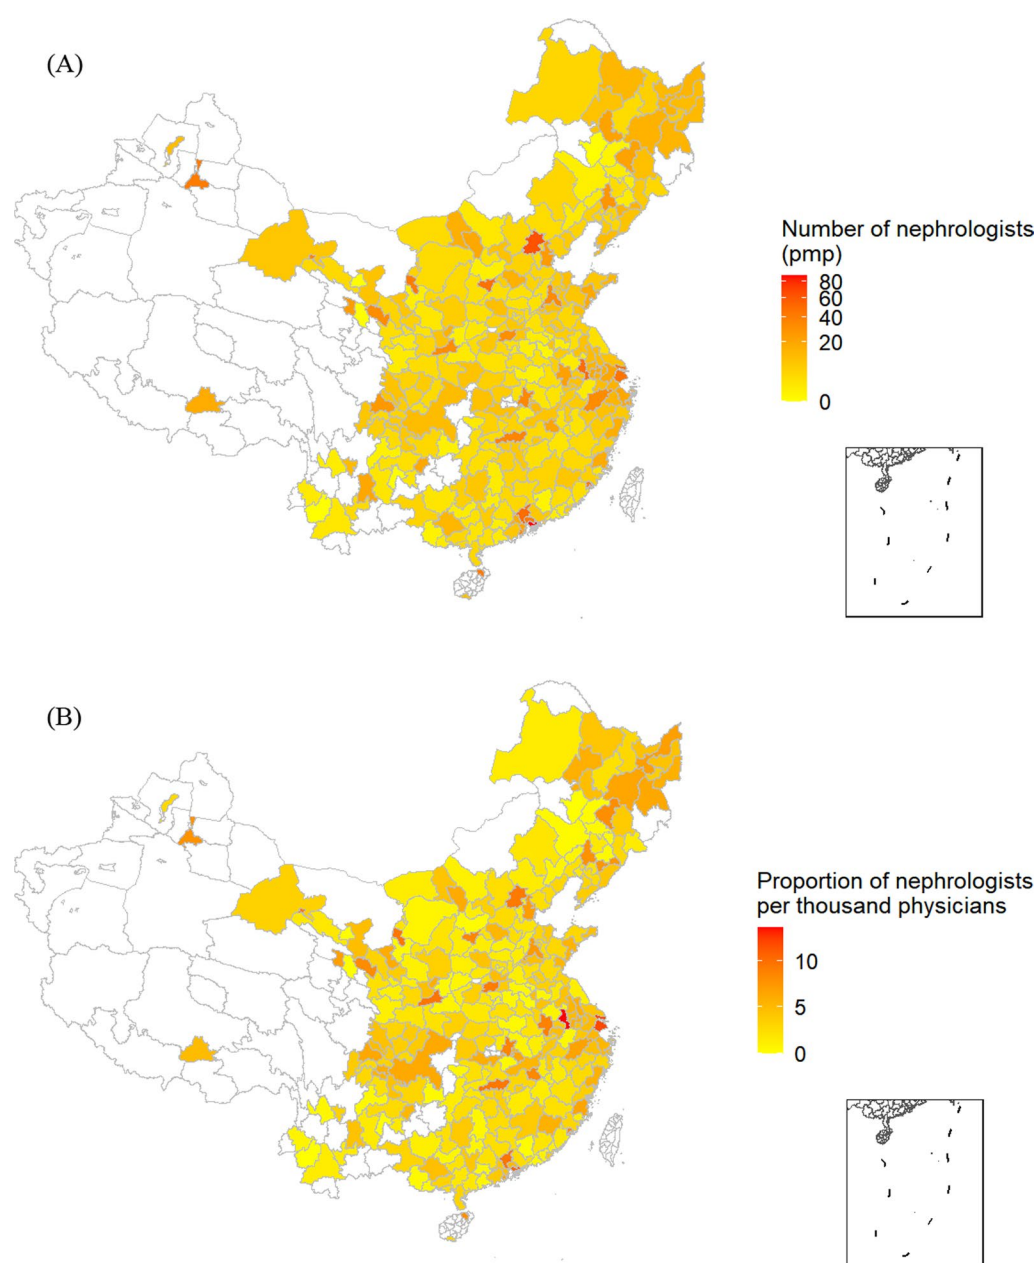 (A)
Number of nephrologists
(pmp)
80
60
40
20
0
(B)
Proportion of nephrologists
per thousand physicians
10
5
0